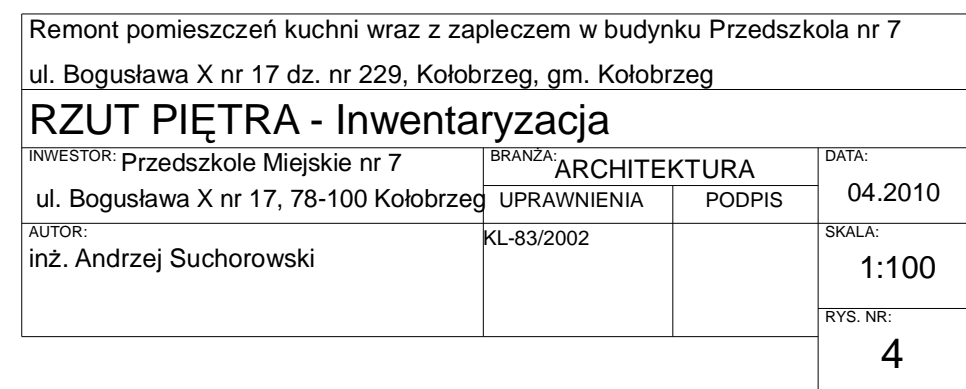 Remont pomieszczeń kuchni wraz z zapleczem w budynku Przedszkola nr 7
ul. Bogusława X nr 17 dz. nr 229, Kołobrzeg, gm. Kołobrzeg
RZUT PIĘTRA - Inwentaryzacja
INWESTOR: Przedszkole Miejskie nr 7
ul. Bogusława X nr 17, 78-100 Kołobrzeg
BRANŻA: ARCHITEKTURA
UPRAWNIENIA PODPIS
DATA:
04.2010
AUTOR:
inż. Andrzej Suchorowski
KL-83/2002
SKALA:
1:100
RYS. NR:
4